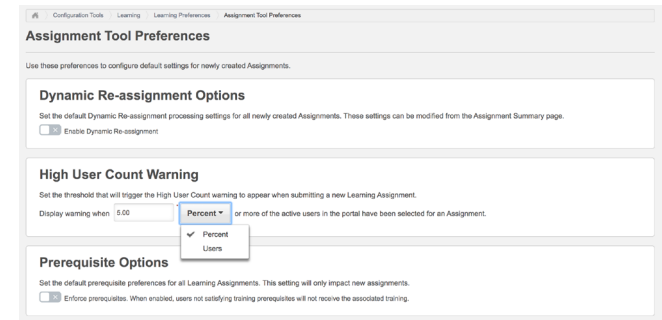 Configuration Tools Learning Learning Preferences Assignment Tool Preferences
Assignment Tool Preferences
Use these preferences to configure default settings for newly created Assignments.
Dynamic Re-assignment Options
Set the default Dynamic Re-assignment processing settings for all newly created Assignments. These settings can be modified from the Assignment Summary page.
Enable Dynamic Re-assignment
High User Count Warning
Set the threshold that will trigger the High User Count warning to appear when submitting a new Learning Assignment.
Display warning when 5.00 * Percent or more of the active users in the portal have been selected for an Assignment.
Percent
Users
Prerequisite Options
Set the default prerequisite preferences for all Learning Assignments. This setting will only impact new assignments.
Enforce prerequisites. When enabled, users not satisfying training prerequisites will not receive the associated training.